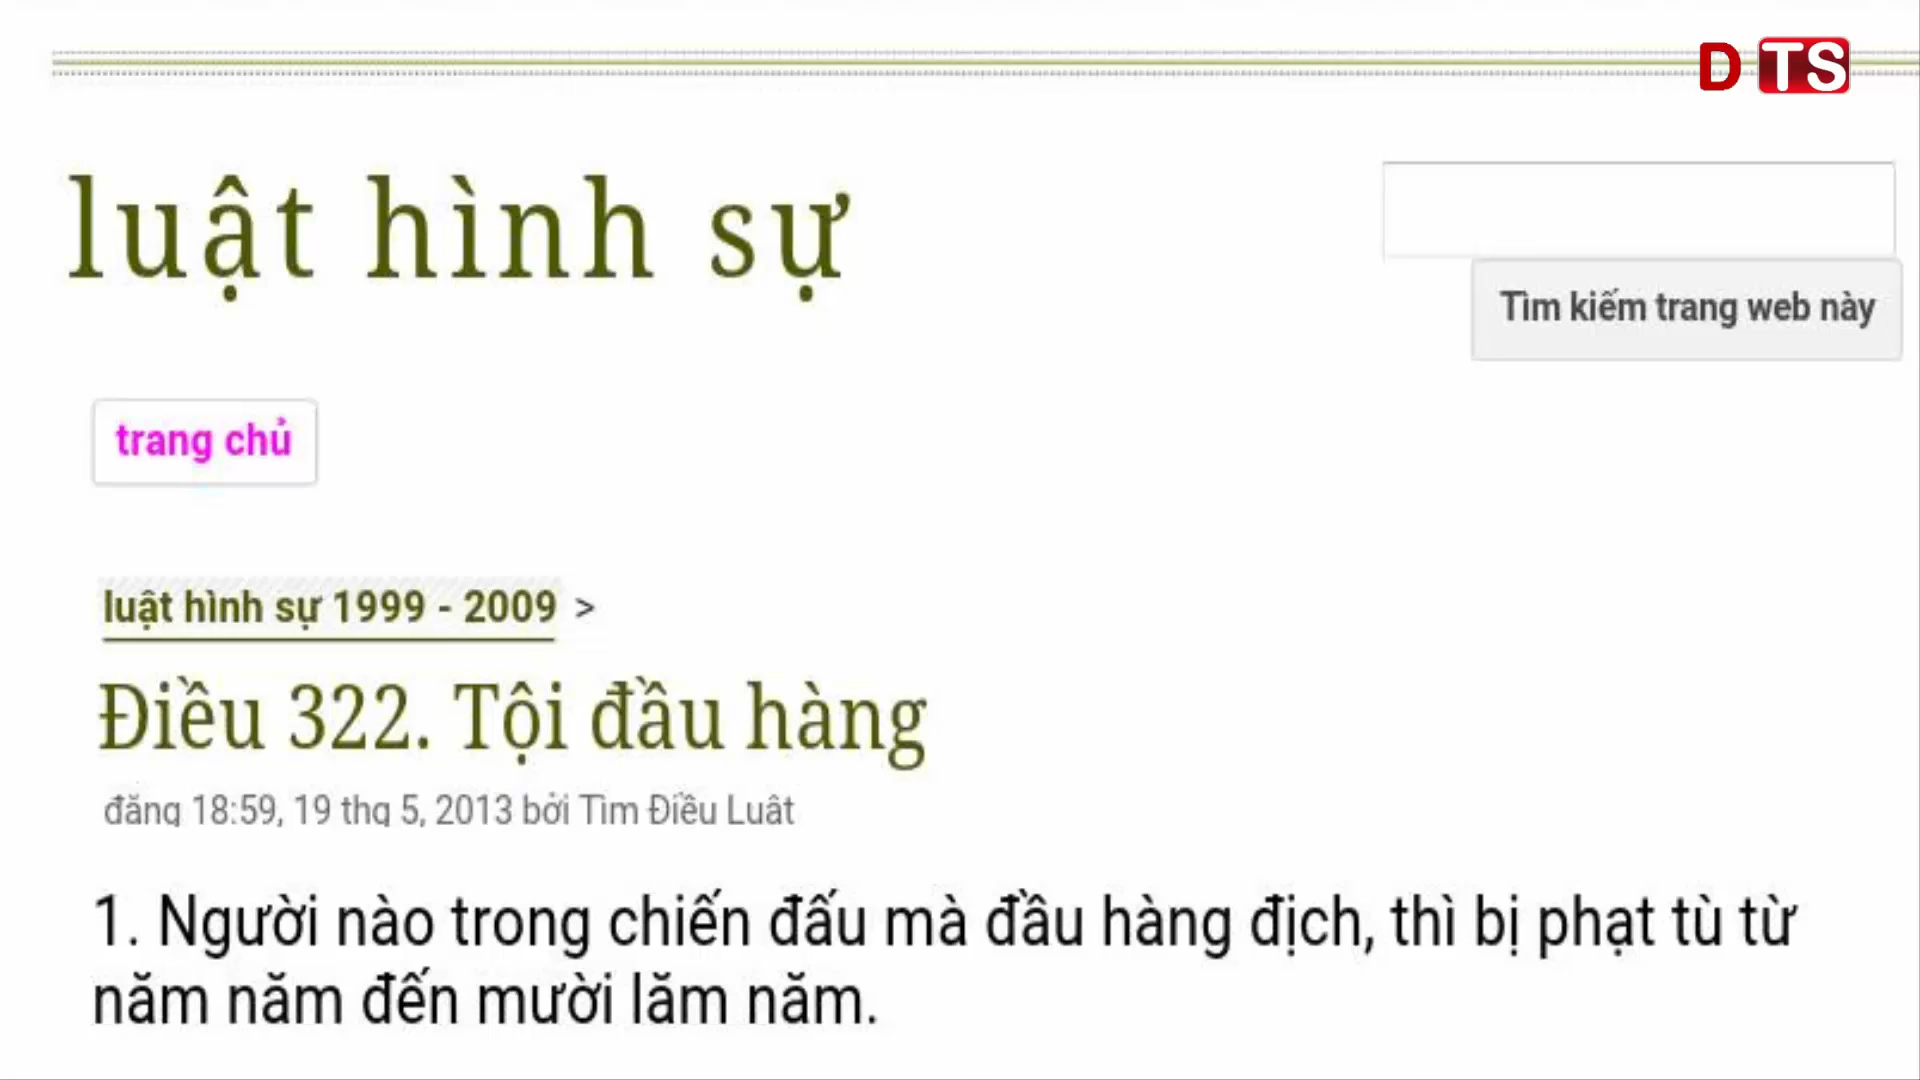 D TS
luật hình sự
Tìm kiếm trang web này
trang chủ
luật hình sự 1999 - 2009 >
Điều 322. Tội đầu hàng
đăng 18:59, 19 thg 5, 2013 bởi Tìm Điều Luật
1. Người nào trong chiến đấu mà đầu hàng địch, thì bị phạt tù từ
năm năm đến mười lăm năm.